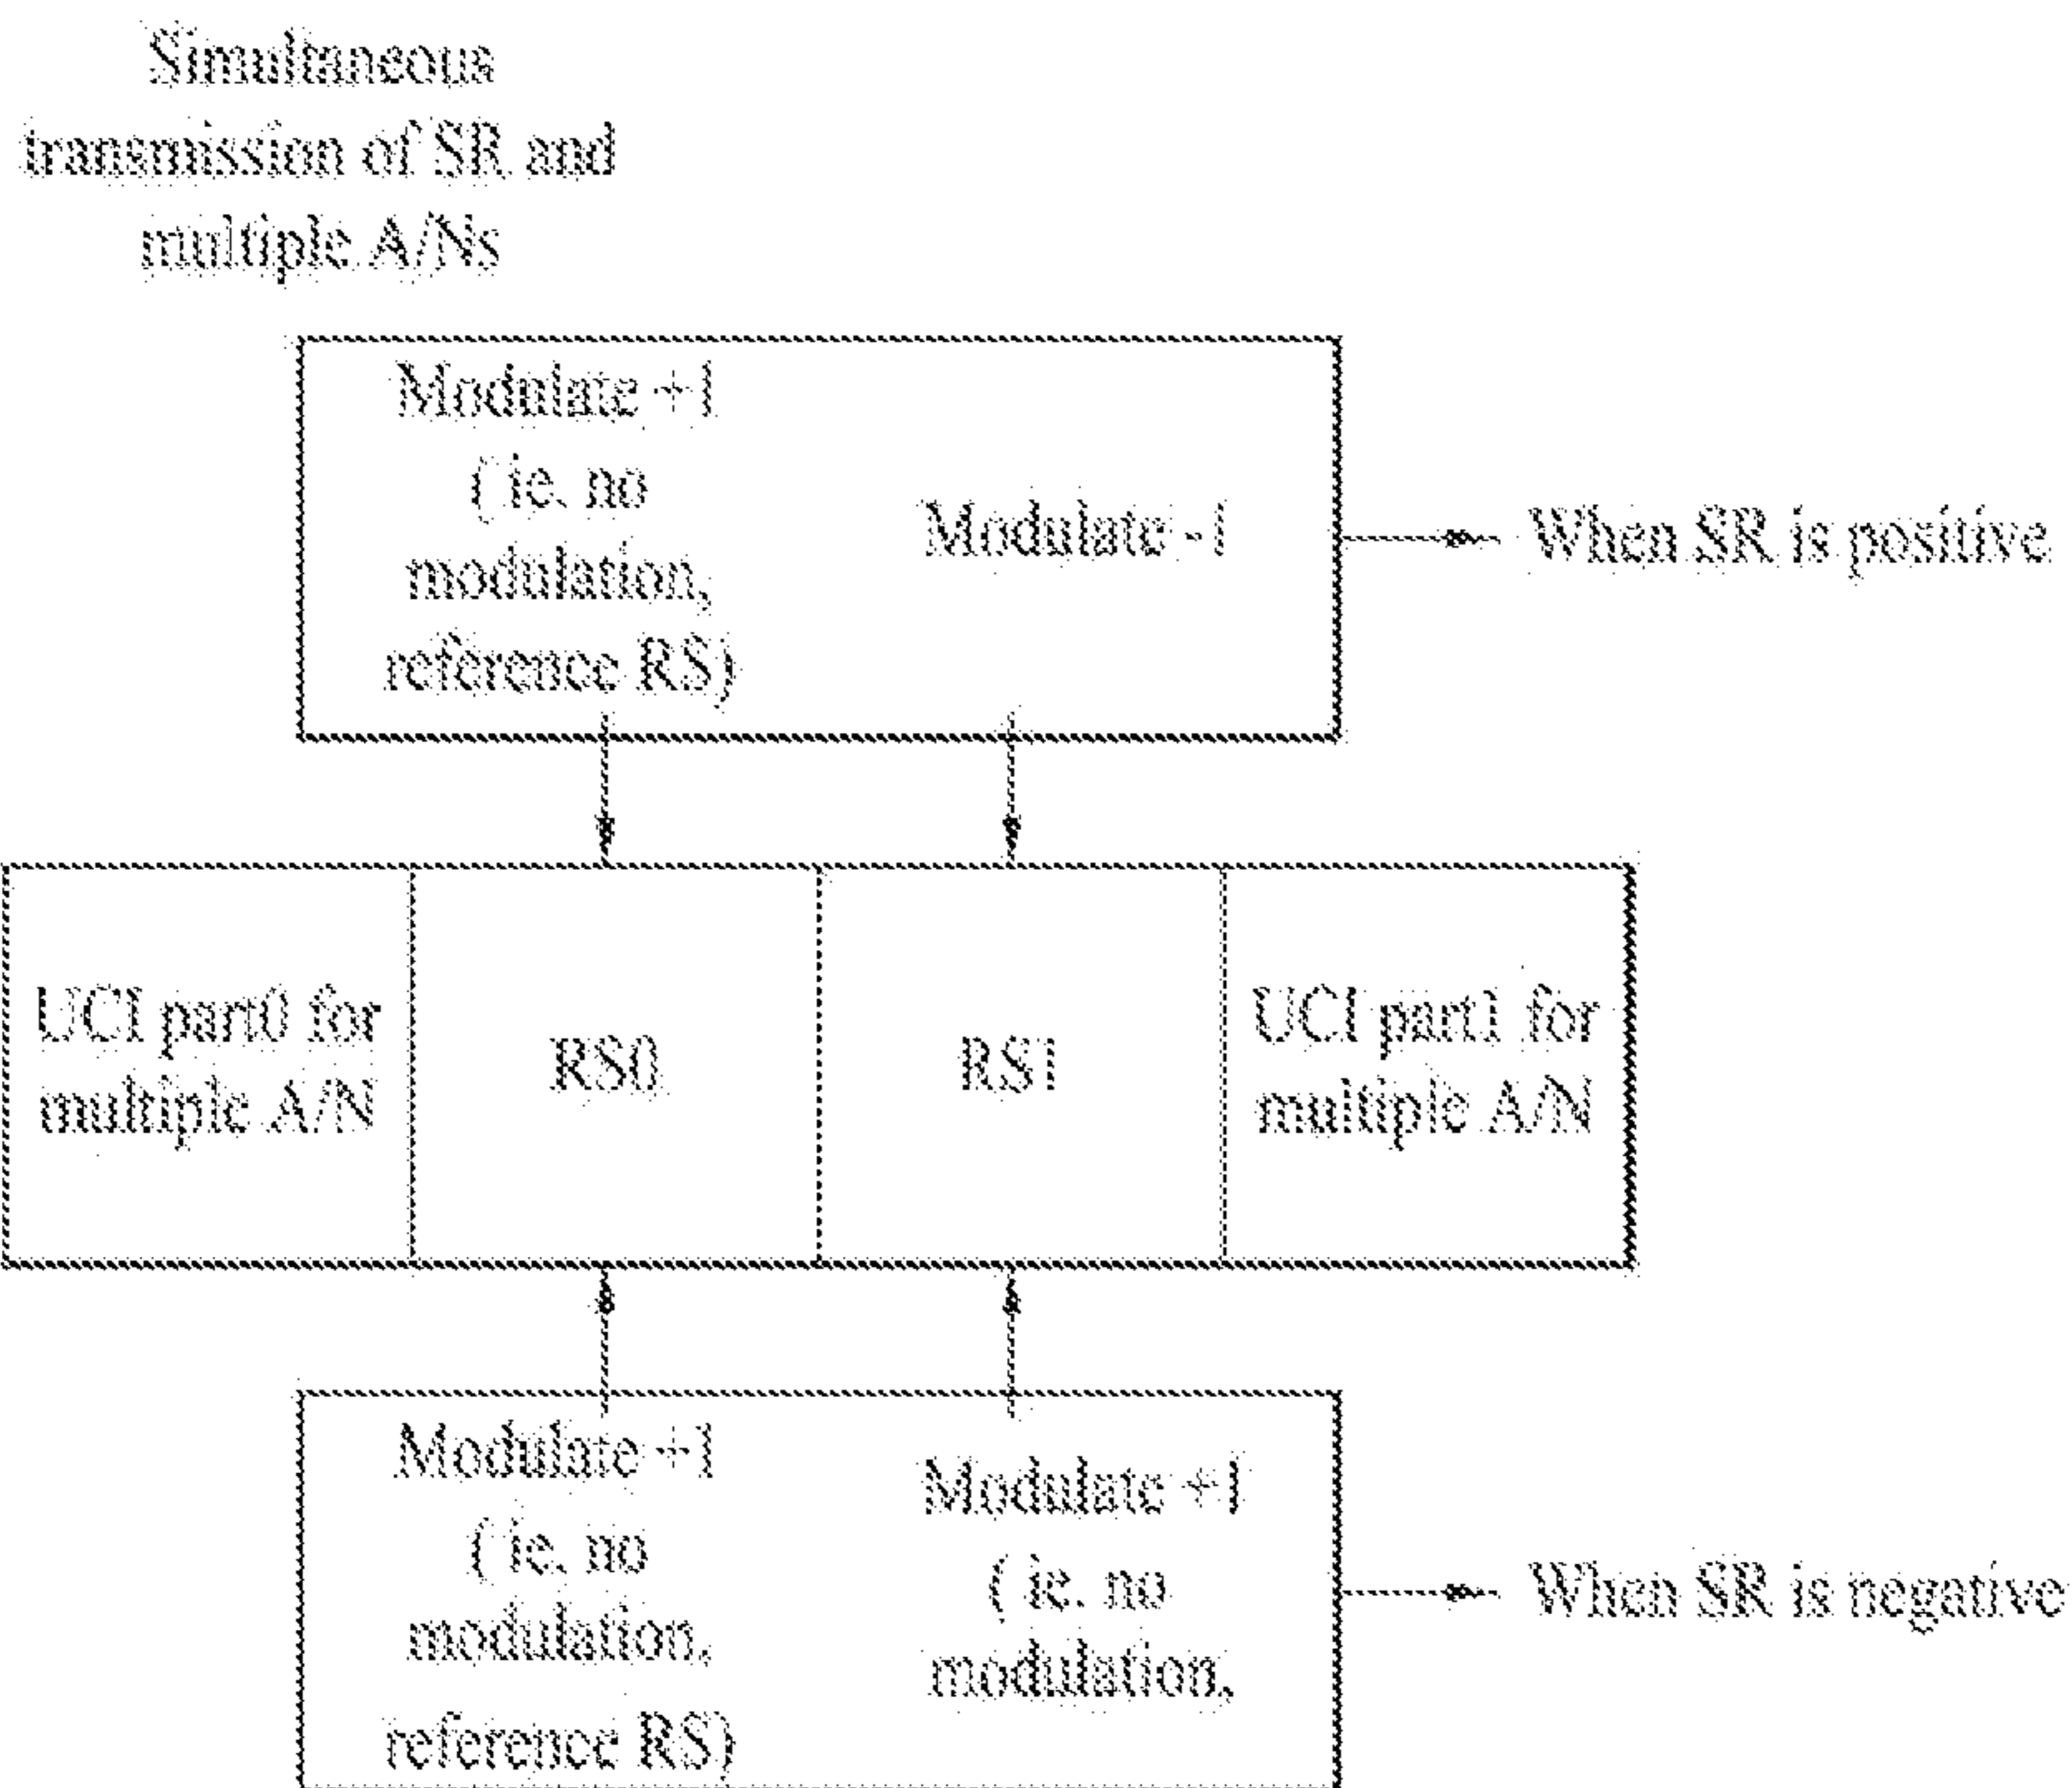 Simultaneous
transmission of SR and
multiple A/Ns
Modulate +1
( ie. no
modulation,
reference RS)
Modulate -1
When SR is positive
UCI part0 for
multiple A/N
RS0
RS1
UCI part1 for
multiple A/N
Modulate +1
( ie. no
modulation,
reference RS)
Modulate +1
( ie. no
modulation,
When SR is negative